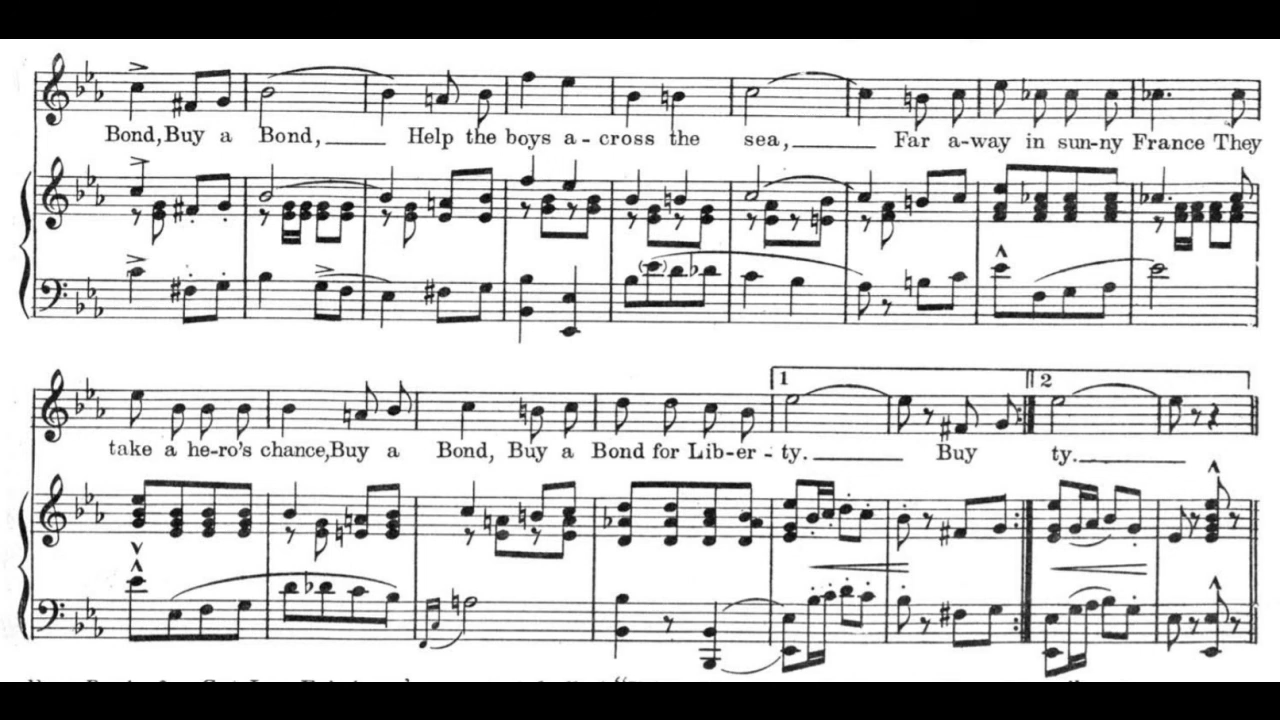 Bond, Buy a Bond, Help the boys a-cross the sea, Far a-way in sun-ny France They
1 2
take a he-ro's chance, Buy a Bond, Buy a Bond for Lib-er-ty. Buy ty.